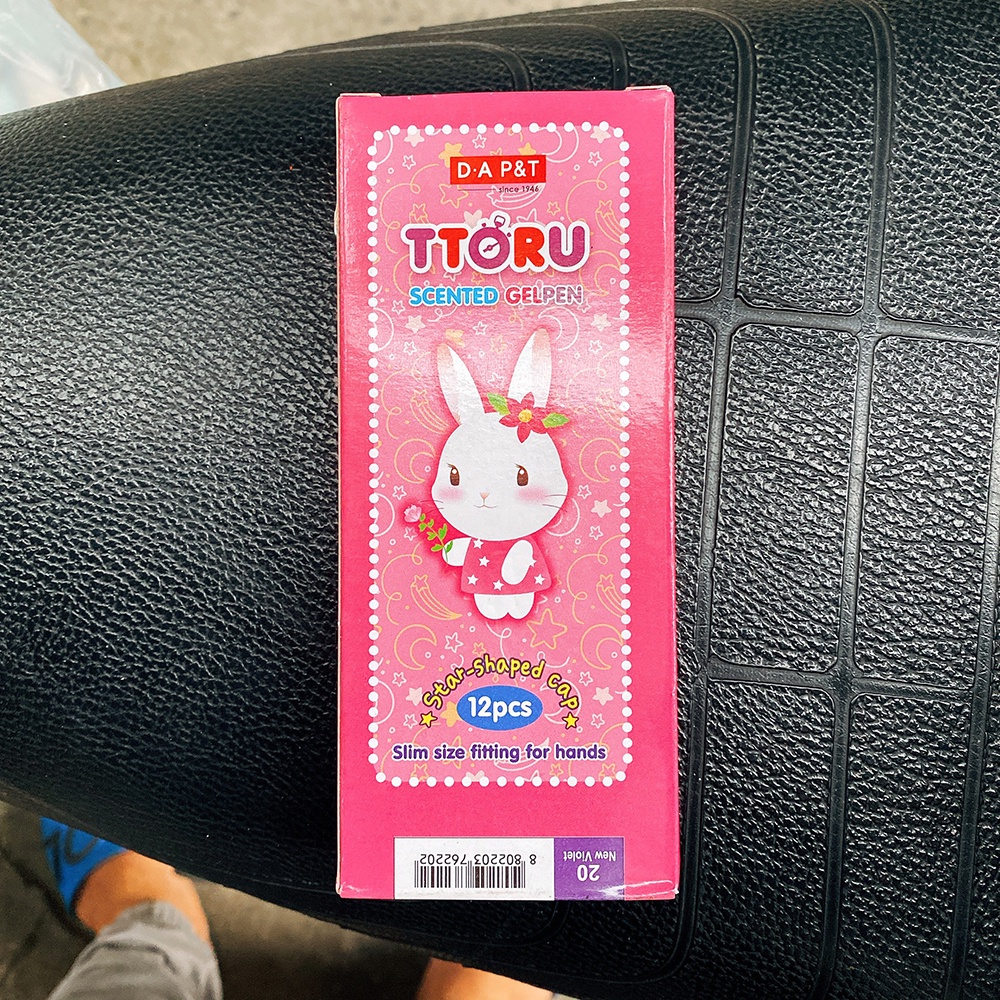 D·A P&T
since 1946
TTORU
SCENTED GELPEN
Star-shaped cap
12pcs
Slim size fitting for hands
20
New Violet
8 802203 762202